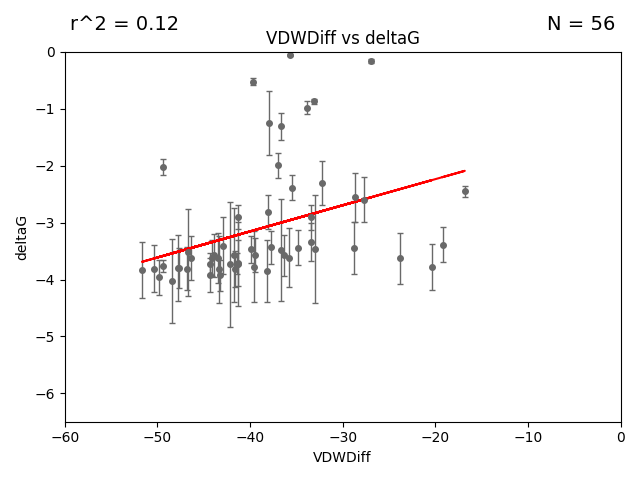 r^2 = 0.12
N = 56
VDWDiff vs deltaG
0
−1
−2
−3
−4
−5
−6
deltaG
−60 −50 −40 −30 −20 −10 0
VDWDiff